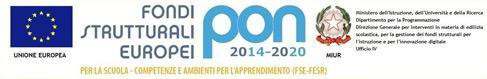 UNIONE EUROPEA
FONDI
STRUTTURALI
EUROPEI
pon
2014-2020
PER LA SCUOLA - COMPETENZE E AMBIENTI PER L'APPRENDIMENTO (FSE-FESR)
MIUR
Ministero dell'Istruzione, dell'Università e della Ricerca
Dipartimento per la Programmazione
Direzione Generale per interventi in materia di edilizia
scolastica, per la gestione dei fondi strutturali per
l'istruzione e per l'innovazione digitale
Ufficio IV